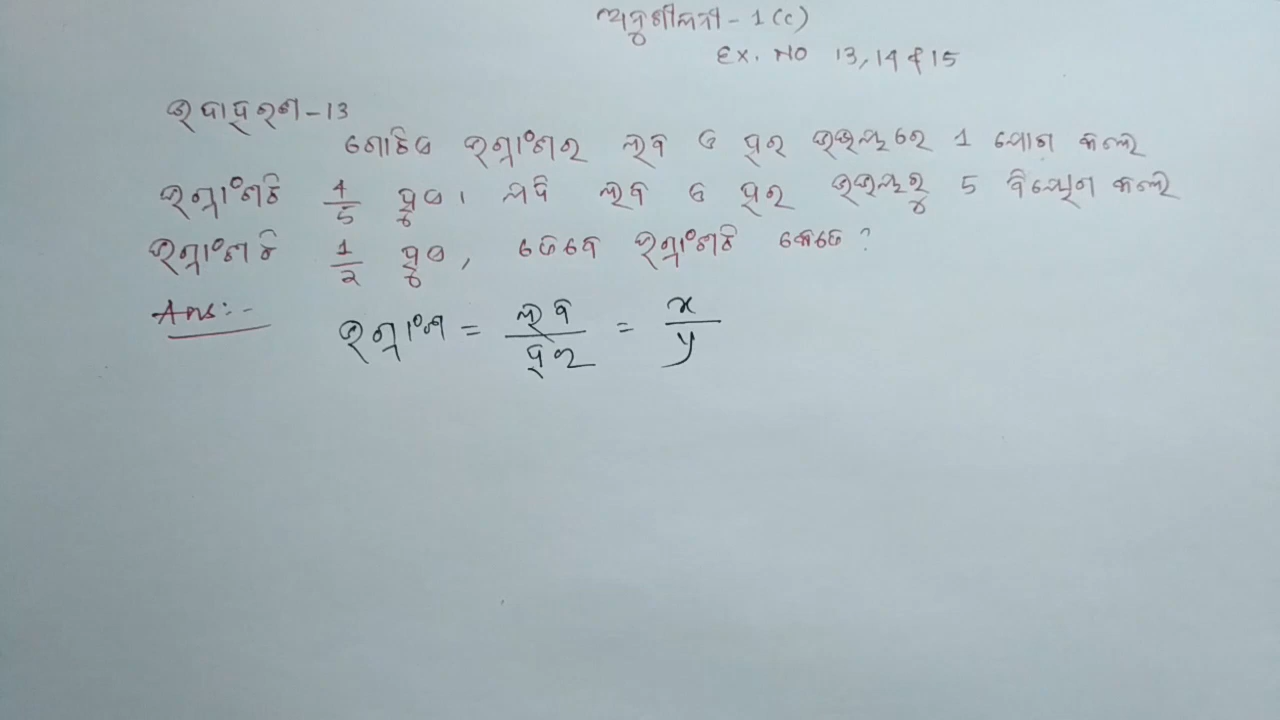 ଅନୁଶୀଳନୀ - 1(c)
Ex. NO 13, 14 & 15
ଉଦାହରଣ - 13
ଗୋଟିଏ ଭଗ୍ନାଂଶର ଲବ ଓ ହର ଉଭୟରେ 1 ଯୋଗ କଲେ
ଭଗ୍ନାଂଶଟି 4/5 ହୁଏ। ଯଦି ଲବ ଓ ହର ଉଭୟରୁ 5 ବିୟୋଗ କଲେ
ଭଗ୍ନାଂଶଟି 1/2 ହୁଏ, ତେବେ ଭଗ୍ନାଂଶଟି କେତେ ?
Ans:- ଭଗ୍ନାଂଶ = ଲବ/ହର = x/y